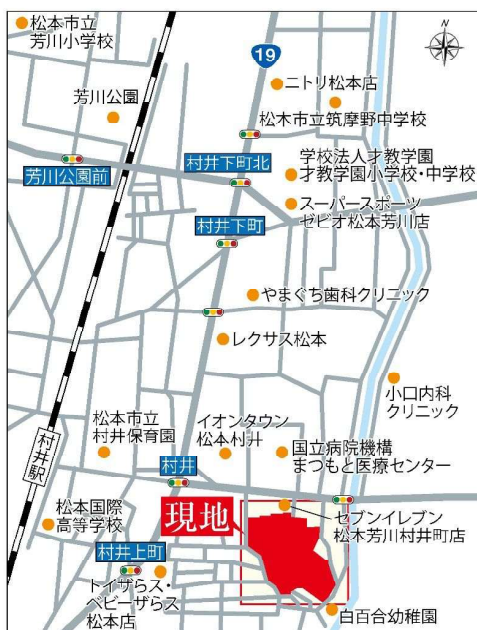 松本市立
芳川小学校
N
19
ニトリ松本店
芳川公園
松木市立筑摩野中学校
芳川公園前
村井下町北
学校法人才教学園
才教学園小学校・中学校
スーパースポーツ
ゼビオ松本芳川店
村井下町
やまぐち歯科クリニック
レクサス松本
小口内科
クリニック
松本市立
村井保育園
イオンタウン
松本村井
国立病院機構
まつもと医療センター
村井駅
村井
松本国際
高等学校
現地
セブンイレブン
松木芳川村井町店
村井上町
トイザらス・
ベビーザらス
松本店
白百合幼稚園